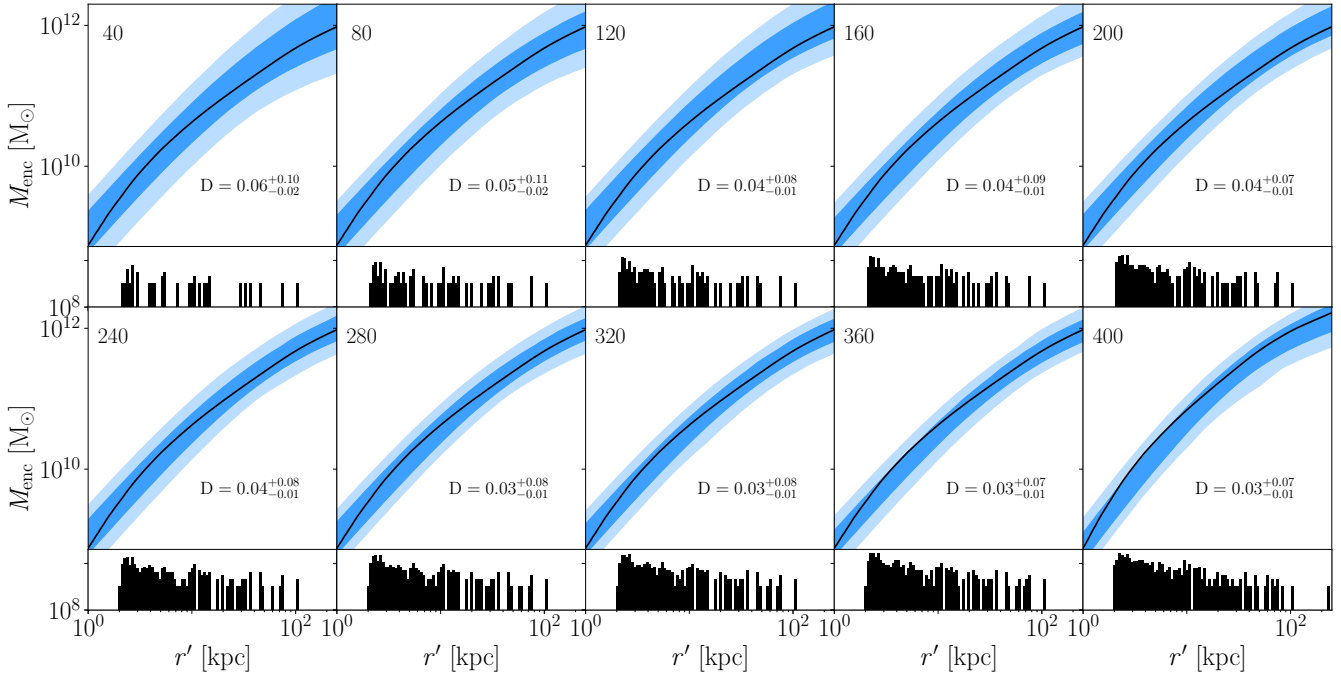 10^{12}
40
80
120
160
200
M_{enc} [M_⊙]
10^{10}
D = 0.06^{+0.10}_{-0.02}
D = 0.05^{+0.11}_{-0.02}
D = 0.04^{+0.08}_{-0.01}
D = 0.04^{+0.09}_{-0.01}
D = 0.04^{+0.07}_{-0.01}
10^8
10^{12}
240
280
320
360
400
M_{enc} [M_⊙]
10^{10}
D = 0.04^{+0.08}_{-0.01}
D = 0.03^{+0.08}_{-0.01}
D = 0.03^{+0.08}_{-0.01}
D = 0.03^{+0.07}_{-0.01}
D = 0.03^{+0.07}_{-0.01}
10^8
10^0 10^2 10^0 10^2 10^0 10^2 10^0 10^2 10^0 10^2
r′ [kpc]
r′ [kpc]
r′ [kpc]
r′ [kpc]
r′ [kpc]